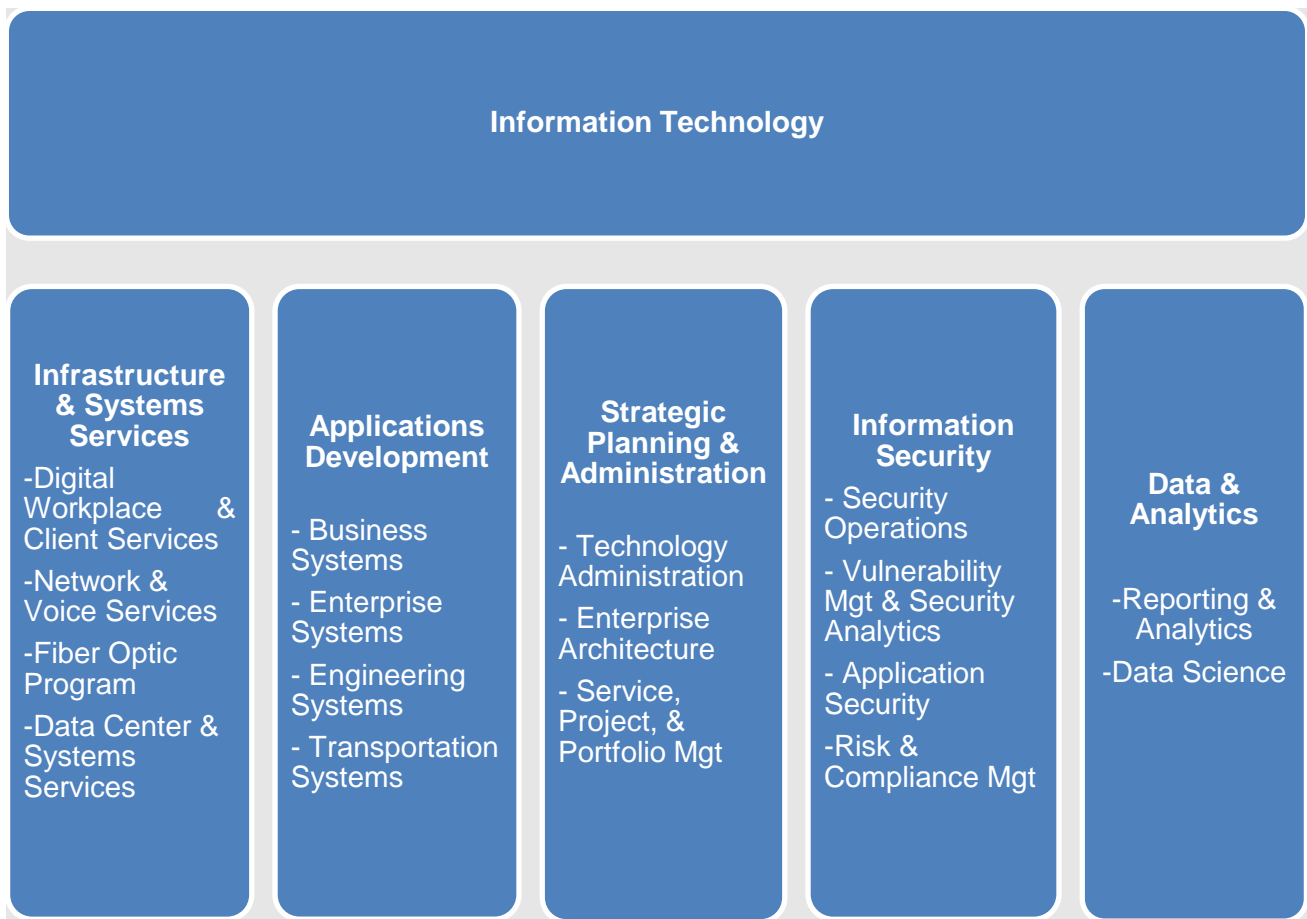 Information Technology
Infrastructure
& Systems
Services
-Digital
Workplace &
Client Services
-Network &
Voice Services
-Fiber Optic
Program
-Data Center &
Systems
Services
Applications
Development
- Business
Systems
- Enterprise
Systems
- Engineering
Systems
- Transportation
Systems
Strategic
Planning &
Administration
- Technology
Administration
- Enterprise
Architecture
- Service,
Project, &
Portfolio Mgt
Information
Security
- Security
Operations
- Vulnerability
Mgt & Security
Analytics
- Application
Security
-Risk &
Compliance Mgt
Data &
Analytics
-Reporting &
Analytics
-Data Science